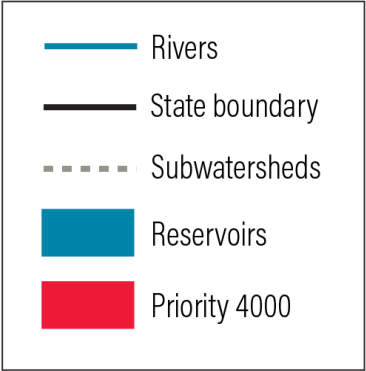 Rivers
State boundary
Subwatersheds
Reservoirs
Priority 4000